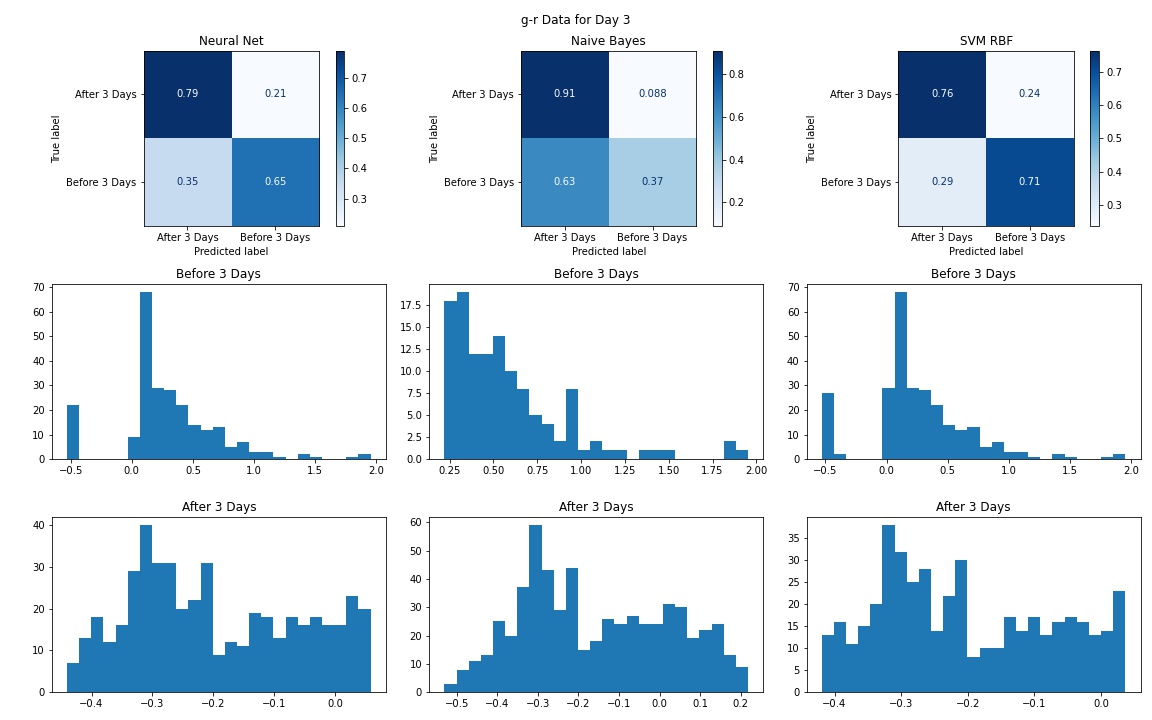 g-r Data for Day 3
Neural Net
After 3 Days
Before 3 Days
True label
0.79 0.21
0.35 0.65
After 3 Days Before 3 Days
Predicted label
0.7
0.6
0.5
0.4
0.3
Naive Bayes
After 3 Days
Before 3 Days
True label
0.91 0.088
0.63 0.37
After 3 Days Before 3 Days
Predicted label
0.8
0.6
0.4
0.2
SVM RBF
After 3 Days
Before 3 Days
True label
0.76 0.24
0.29 0.71
After 3 Days Before 3 Days
Predicted label
0.7
0.6
0.5
0.4
0.3
Before 3 Days
70
60
50
40
30
20
10
0
−0.5 0.0 0.5 1.0 1.5 2.0
Before 3 Days
17.5
15.0
12.5
10.0
7.5
5.0
2.5
0.0
0.25 0.50 0.75 1.00 1.25 1.50 1.75 2.00
Before 3 Days
70
60
50
40
30
20
10
0
−0.5 0.0 0.5 1.0 1.5 2.0
After 3 Days
40
30
20
10
0
−0.4 −0.3 −0.2 −0.1 0.0
After 3 Days
60
50
40
30
20
10
0
−0.5 −0.4 −0.3 −0.2 −0.1 0.0 0.1 0.2
After 3 Days
35
30
25
20
15
10
5
0
−0.4 −0.3 −0.2 −0.1 0.0